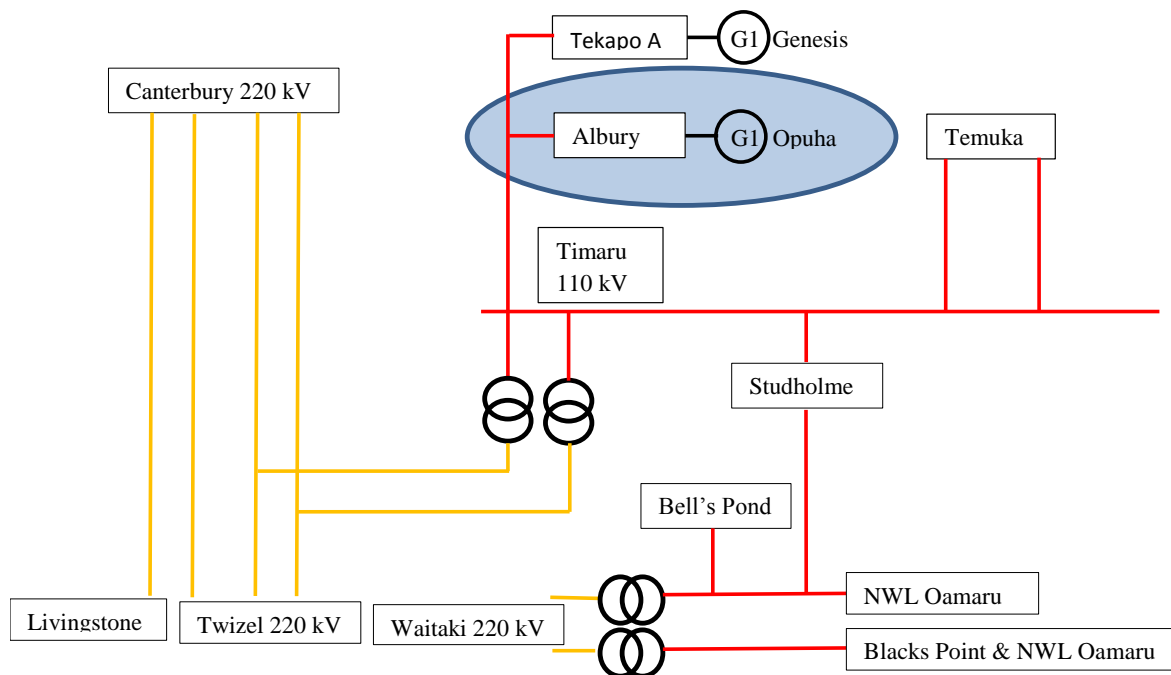 Tekapo A
G1 Genesis
Canterbury 220 kV
Albury
G1 Opuha
Temuka
Timaru
110 kV
Studholme
Bell's Pond
Livingstone
Twizel 220 kV
Waitaki 220 kV
NWL Oamaru
Blacks Point & NWL Oamaru